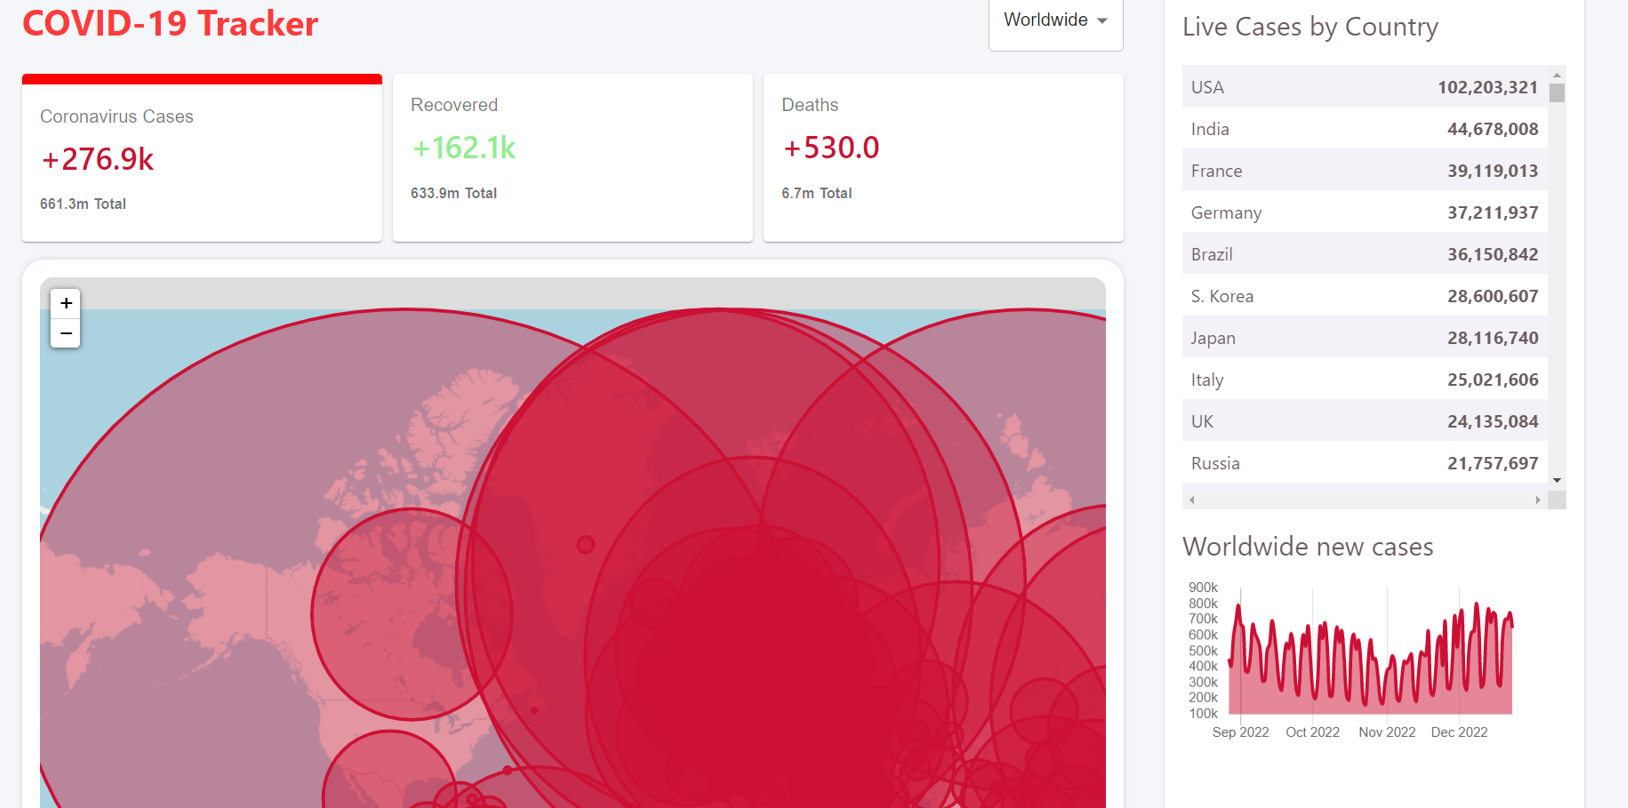 COVID-19 Tracker
Worldwide
Coronavirus Cases
+276.9k
661.3m Total
Recovered
+162.1k
633.9m Total
Deaths
+530.0
6.7m Total
+
−
Live Cases by Country
USA 102,203,321
India 44,678,008
France 39,119,013
Germany 37,211,937
Brazil 36,150,842
S. Korea 28,600,607
Japan 28,116,740
Italy 25,021,606
UK 24,135,084
Russia 21,757,697
Worldwide new cases
900k
800k
700k
600k
500k
400k
300k
200k
100k
Sep 2022 Oct 2022 Nov 2022 Dec 2022